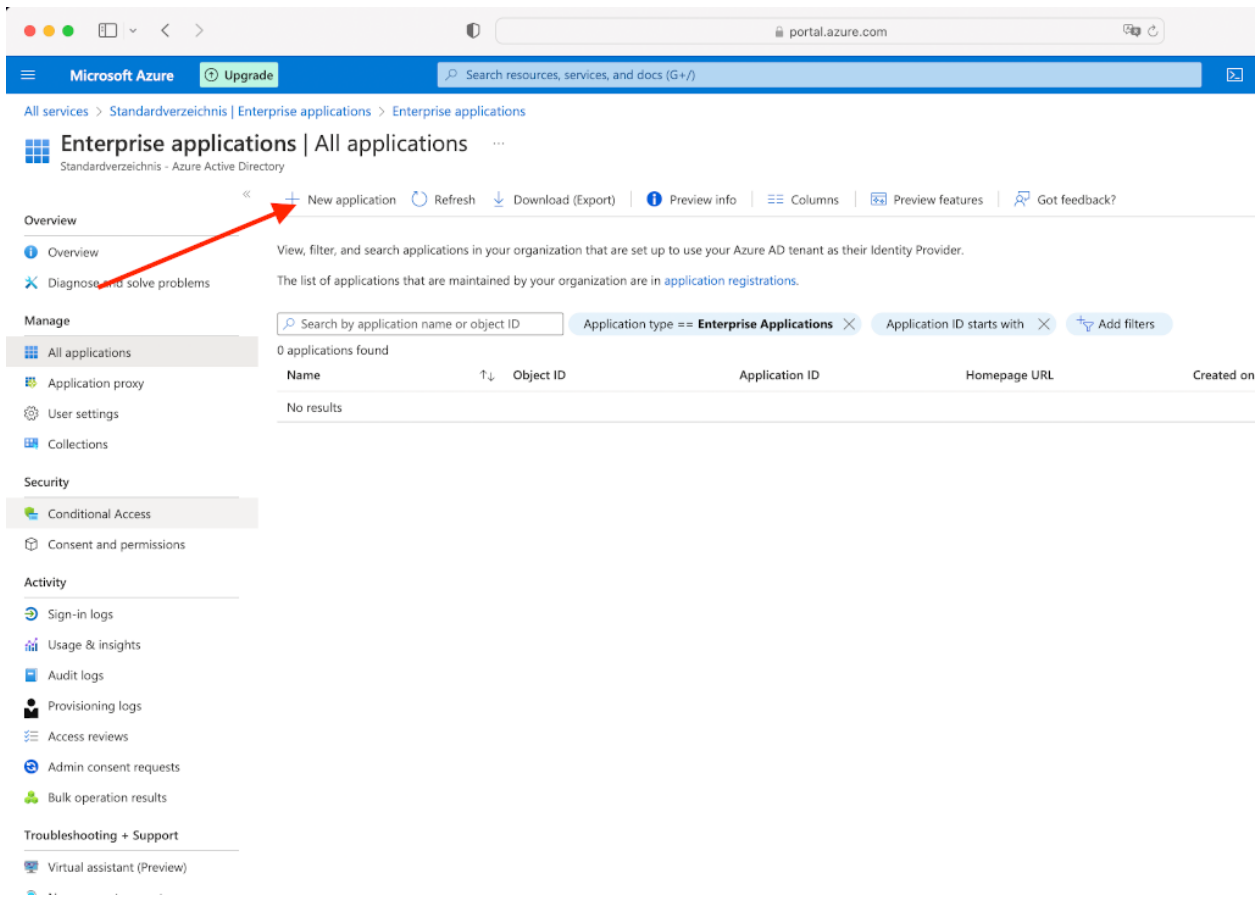 portal.azure.com
Microsoft Azure
Upgrade
Search resources, services, and docs (G+/)
All services > Standardverzeichnis | Enterprise applications > Enterprise applications
Enterprise applications | All applications ...
Standardverzeichnis - Azure Active Directory
New application
Refresh
Download (Export)
Preview info
Columns
Preview features
Got feedback?
Overview
Overview
Diagnose and solve problems
Manage
All applications
Application proxy
User settings
Collections
Security
Conditional Access
Consent and permissions
Activity
Sign-in logs
Usage & insights
Audit logs
Provisioning logs
Access reviews
Admin consent requests
Bulk operation results
Troubleshooting + Support
Virtual assistant (Preview)
View, filter, and search applications in your organization that are set up to use your Azure AD tenant as their Identity Provider.
The list of applications that are maintained by your organization are in application registrations.
Search by application name or object ID
Application type == Enterprise Applications
Application ID starts with
Add filters
0 applications found
Name
Object ID
Application ID
Homepage URL
Created on
No results